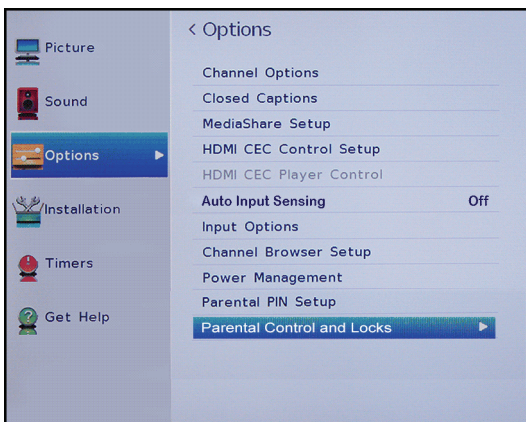 Picture
Sound
Options
Installation
Timers
Get Help
< Options
Channel Options
Closed Captions
MediaShare Setup
HDMI CEC Control Setup
HDMI CEC Player Control
Auto Input Sensing Off
Input Options
Channel Browser Setup
Power Management
Parental PIN Setup
Parental Control and Locks